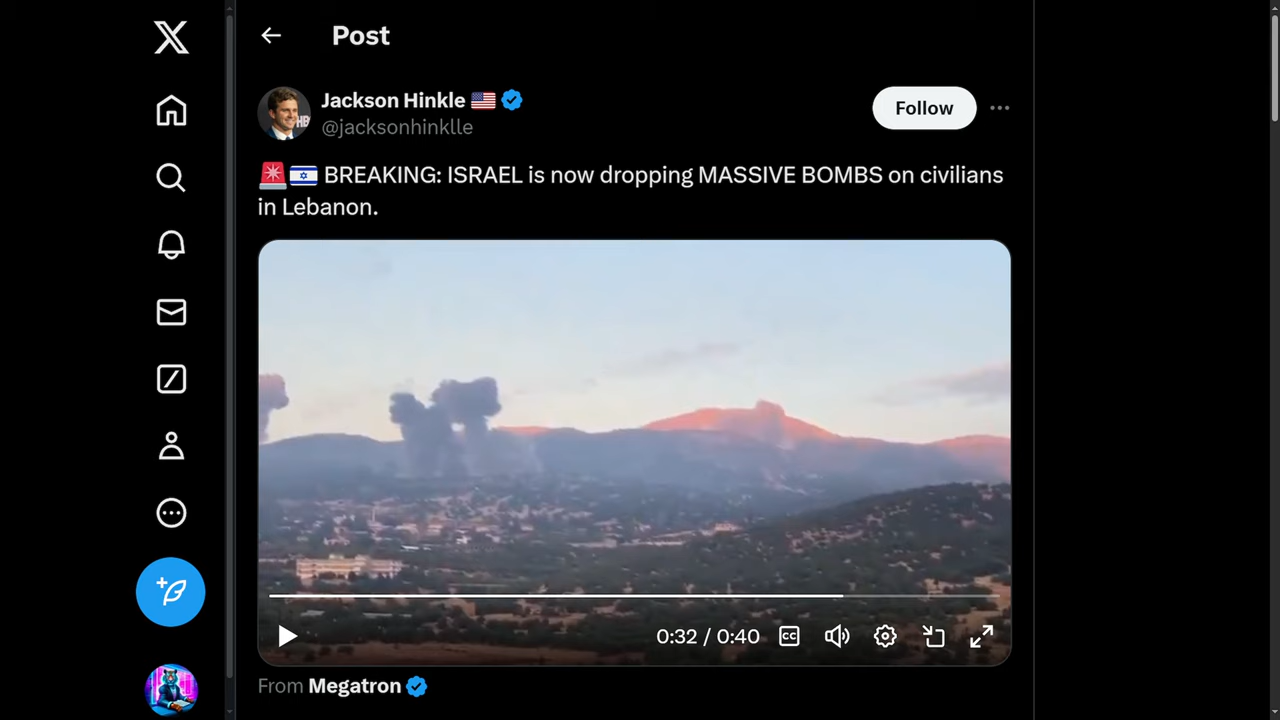 Post
Jackson Hinkle 🇺🇸
@jacksonhinklle
Follow
🚨🇮🇱 BREAKING: ISRAEL is now dropping MASSIVE BOMBS on civilians
in Lebanon.
0:32 / 0:40
CC
From Megatron